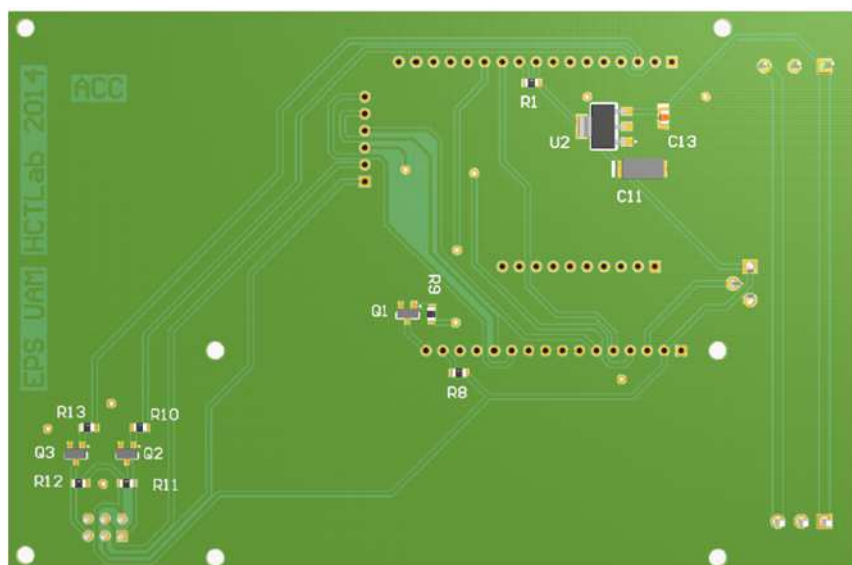 EPS UAM HCTLab 2014
ACC
R1
U2
C13
C11
R9
Q1
R8
R13
R10
Q3
Q2
R12
R11